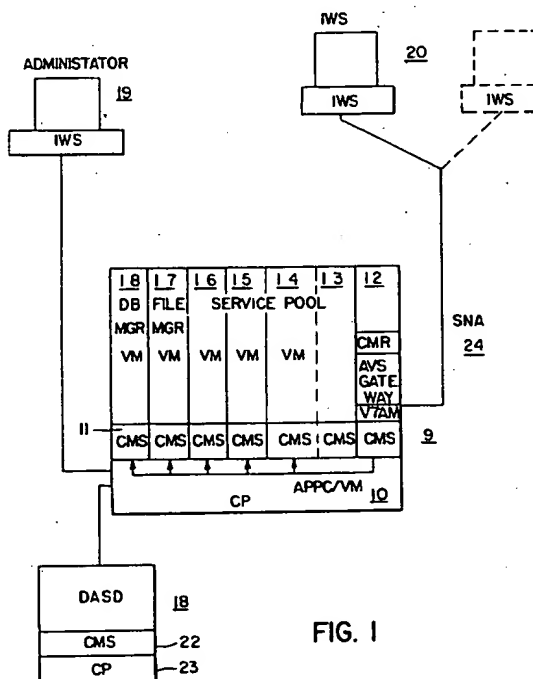 IWS
20
ADMINISTATOR
19
IWS
IWS
IWS
18 17 16 15 14 13 12
DB FILE SERVICE POOL
MGR MGR
VM VM VM VM VM
CMR
AVS
GATE
WAY
VTAM
SNA
24
11
CMS CMS CMS CMS CMS CMS CMS
9
APPC/VM
CP
10
DASD
18
CMS
22
CP
23
FIG. 1